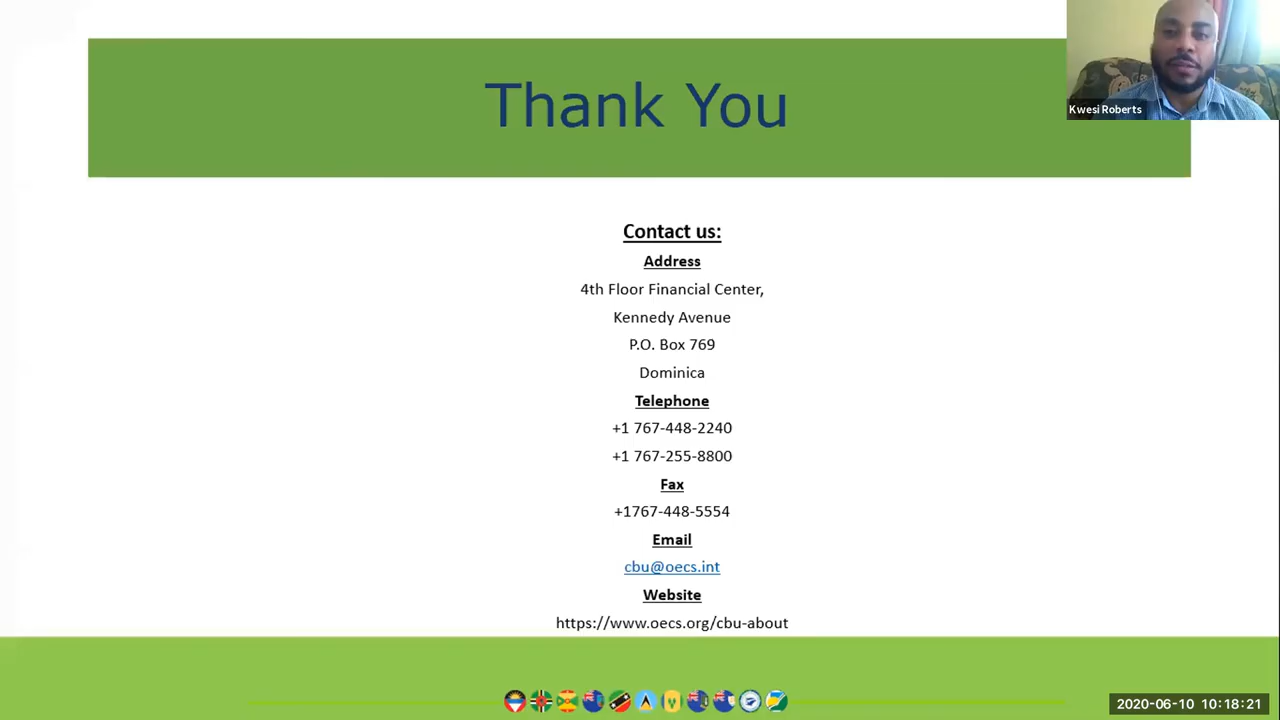 Thank You
Kwesi Roberts
Contact us:
Address
4th Floor Financial Center,
Kennedy Avenue
P.O. Box 769
Dominica
Telephone
+1 767-448-2240
+1 767-255-8800
Fax
+1767-448-5554
Email
cbu@oecs.int
Website
https://www.oecs.org/cbu-about
2020-06-10 10:18:21